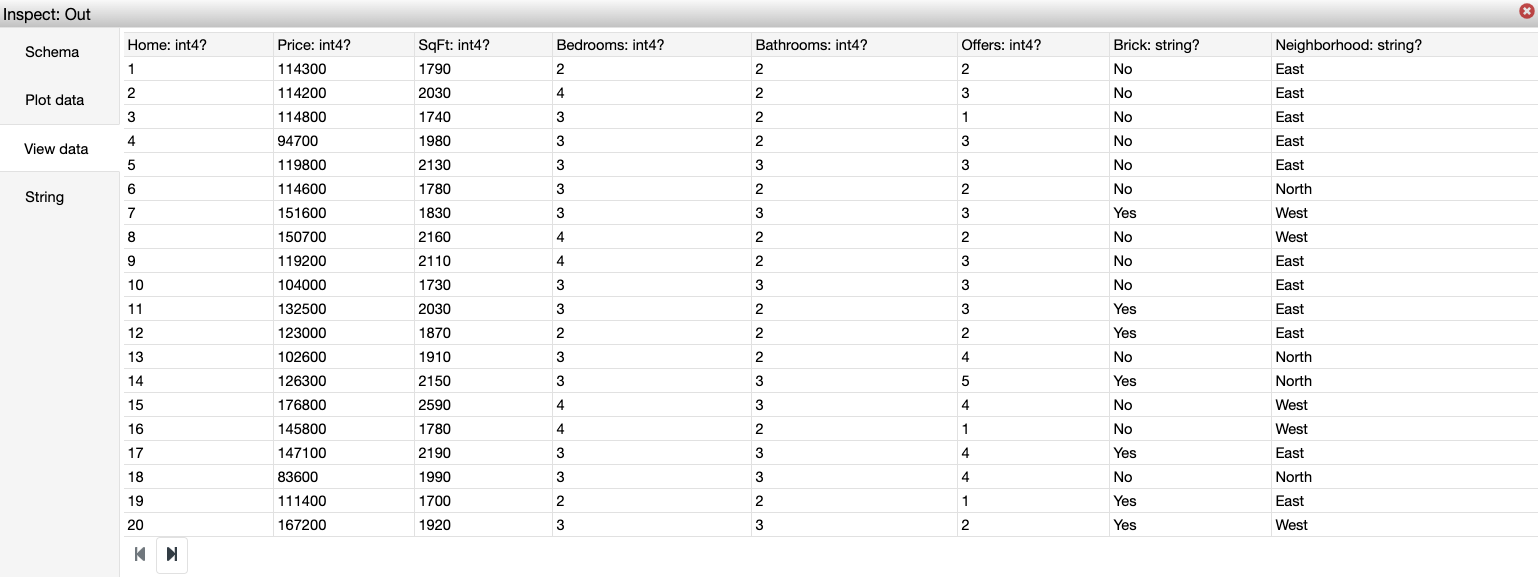 Inspect: Out
Schema
Plot data
View data
String
Home: int4? Price: int4? SqFt: int4? Bedrooms: int4? Bathrooms: int4? Offers: int4? Brick: string? Neighborhood: string?
1 114300 1790 2 2 2 No East
2 114200 2030 4 2 3 No East
3 114800 1740 3 2 1 No East
4 94700 1980 3 2 3 No East
5 119800 2130 3 3 3 No East
6 114600 1780 3 2 2 No North
7 151600 1830 3 3 3 Yes West
8 150700 2160 4 2 2 No West
9 119200 2110 4 2 3 No East
10 104000 1730 3 3 3 No East
11 132500 2030 3 2 3 Yes East
12 123000 1870 2 2 2 Yes East
13 102600 1910 3 2 4 No North
14 126300 2150 3 3 5 Yes North
15 176800 2590 4 3 4 No West
16 145800 1780 4 2 1 No West
17 147100 2190 3 3 4 Yes East
18 83600 1990 3 3 4 No North
19 111400 1700 2 2 1 Yes East
20 167200 1920 3 3 2 Yes West